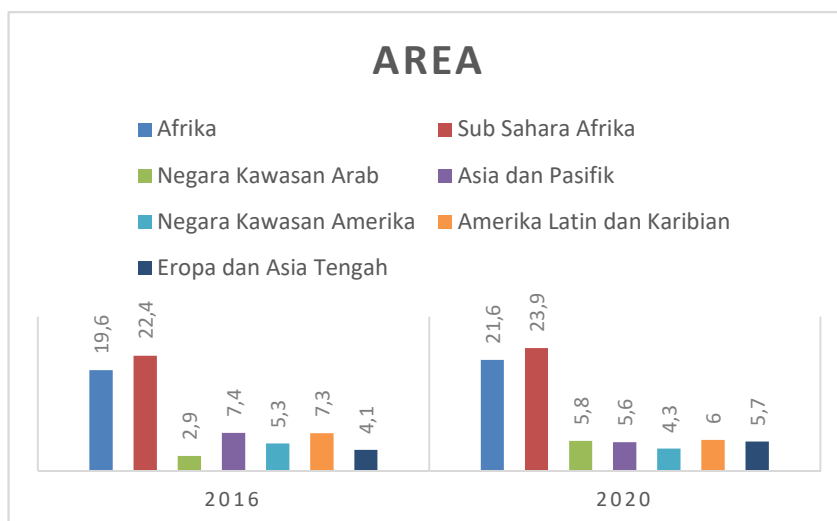 AREA
Afrika
Sub Sahara Afrika
Negara Kawasan Arab
Asia dan Pasifik
Negara Kawasan Amerika
Amerika Latin dan Karibian
Eropa dan Asia Tengah
19,6
22,4
2,9
7,4
5,3
7,3
4,1
21,6
23,9
5,8
5,6
4,3
6
5,7
2016
2020